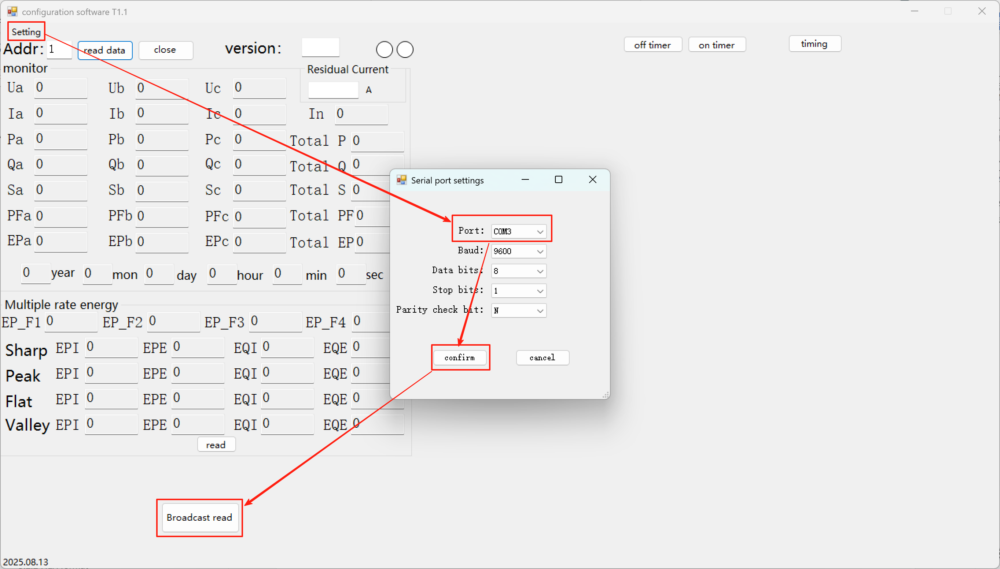 configuration software T1.1
Setting
Addr: 1 read data close version: off timer on timer timing
monitor
Residual Current
A
Ua 0 Ub 0 Uc 0
Ia 0 Ib 0 Ic 0 In 0
Pa 0 Pb 0 Pc 0 Total P 0
Qa 0 Qb 0 Qc 0 Total Q 0
Sa 0 Sb 0 Sc 0 Total S 0
PFa 0 PFb 0 PFc 0 Total PF 0
EPa 0 EPb 0 EPc 0 Total EP 0
0 year 0 mon 0 day 0 hour 0 min 0 sec
Multiple rate energy
EP_F1 0 EP_F2 0 EP_F3 0 EP_F4 0
Sharp EPI 0 EPE 0 EQI 0 EQE 0
Peak EPI 0 EPE 0 EQI 0 EQE 0
Flat EPI 0 EPE 0 EQI 0 EQE 0
Valley EPI 0 EPE 0 EQI 0 EQE 0
read
Broadcast read
2025.08.13
Serial port settings
Port: COM3
Baud: 9600
Data bits: 8
Stop bits: 1
Parity check bit: N
confirm cancel